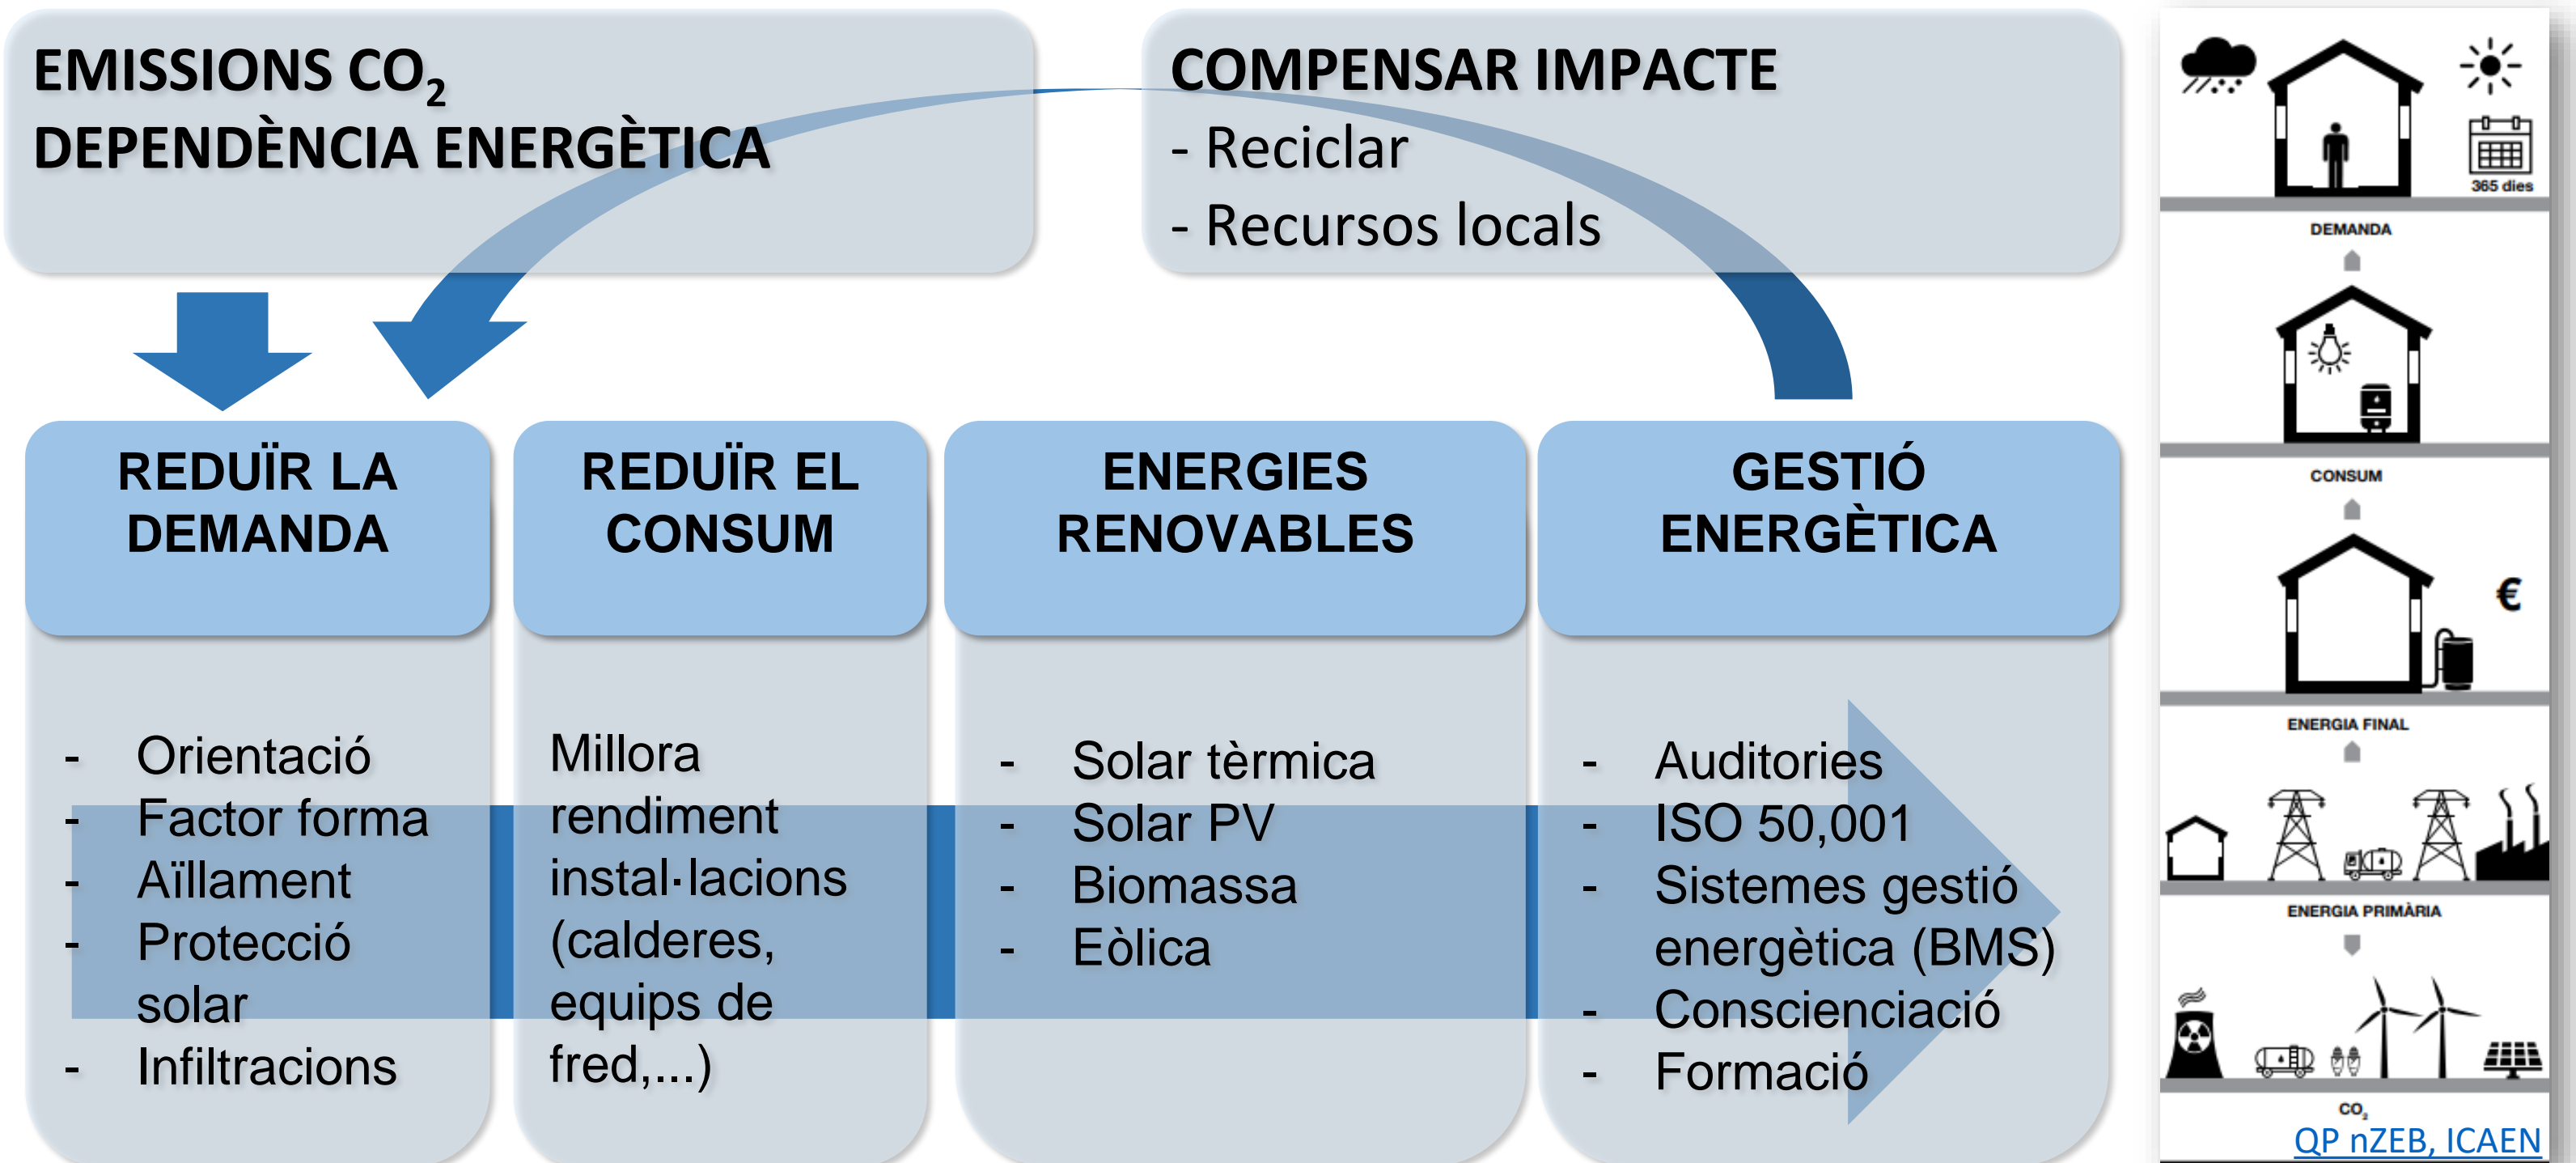 EMISSIONS CO₂
DEPENDÈNCIA ENERGÈTICA
COMPENSAR IMPACTE
- Reciclar
- Recursos locals
REDUÏR LA
DEMANDA
- Orientació
- Factor forma
- Aïllament
- Protecció
solar
- Infiltracions
REDUÏR EL
CONSUM
Millora
rendiment
instal·lacions
(calderes,
equips de
fred,...)
ENERGIES
RENOVABLES
- Solar tèrmica
- Solar PV
- Biomassa
- Eòlica
GESTIÓ
ENERGÈTICA
- Auditories
- ISO 50,001
- Sistemes gestió
energètica (BMS)
- Conscienciació
- Formació
365 dies
DEMANDA
CONSUM
€
ENERGIA FINAL
ENERGIA PRIMÀRIA
CO₂
QP nZEB, ICAEN